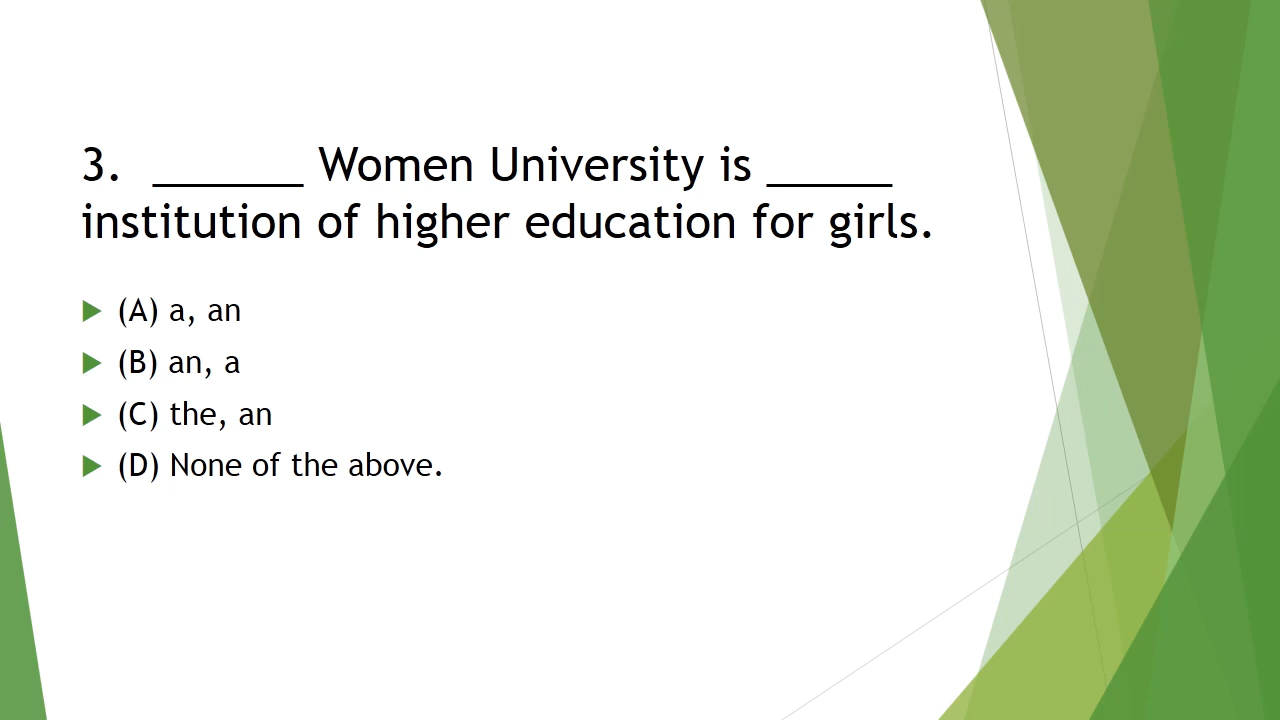 3.  ______ Women University is _____
institution of higher education for girls.
(A) a, an
(B) an, a
(C) the, an
(D) None of the above.